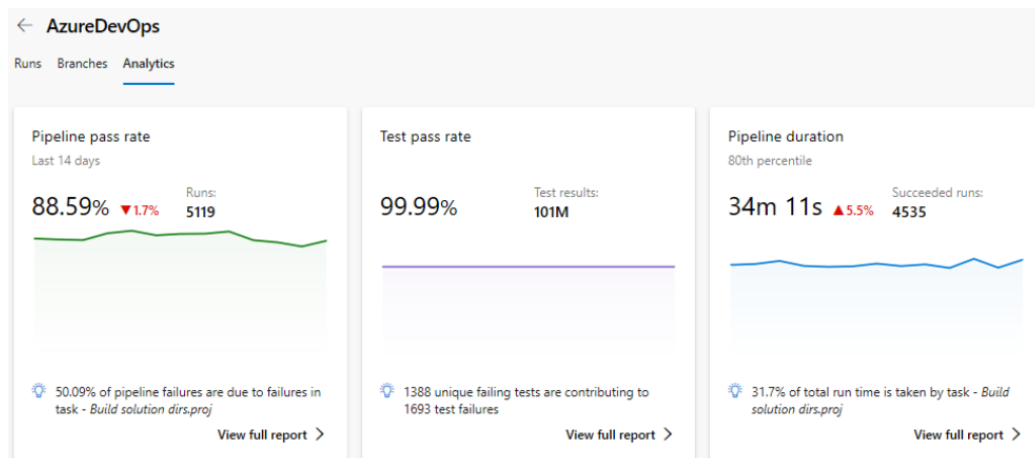 AzureDevOps
Runs Branches Analytics
Pipeline pass rate
Last 14 days
88.59% ▼1.7%
Runs:
5119
50.09% of pipeline failures are due to failures in
task - Build solution dirs.proj
View full report
Test pass rate
99.99%
Test results:
101M
1388 unique failing tests are contributing to
1693 test failures
View full report
Pipeline duration
80th percentile
34m 11s ▲5.5%
Succeeded runs:
4535
31.7% of total run time is taken by task - Build
solution dirs.proj
View full report